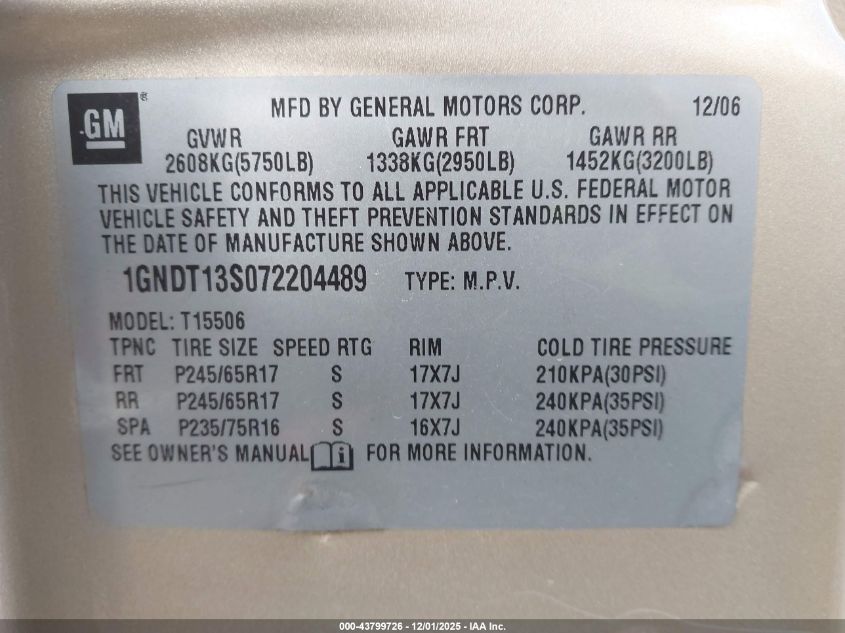 GM ®
MFD BY GENERAL MOTORS CORP. 12/06
GVWR GAWR FRT GAWR RR
2608KG(5750LB) 1338KG(2950LB) 1452KG(3200LB)
THIS VEHICLE CONFORMS TO ALL APPLICABLE U.S. FEDERAL MOTOR
VEHICLE SAFETY AND THEFT PREVENTION STANDARDS IN EFFECT ON
THE DATE OF MANUFACTURE SHOWN ABOVE.
1GNDT13S072204489 TYPE: M.P.V.
MODEL: T15506
TPNC TIRE SIZE SPEED RTG RIM COLD TIRE PRESSURE
FRT P245/65R17 S 17X7J 210KPA(30PSI)
RR P245/65R17 S 17X7J 240KPA(35PSI)
SPA P235/75R16 S 16X7J 240KPA(35PSI)
SEE OWNER'S MANUAL i FOR MORE INFORMATION.
000-43799726 - 12/01/2025 - IAA Inc.